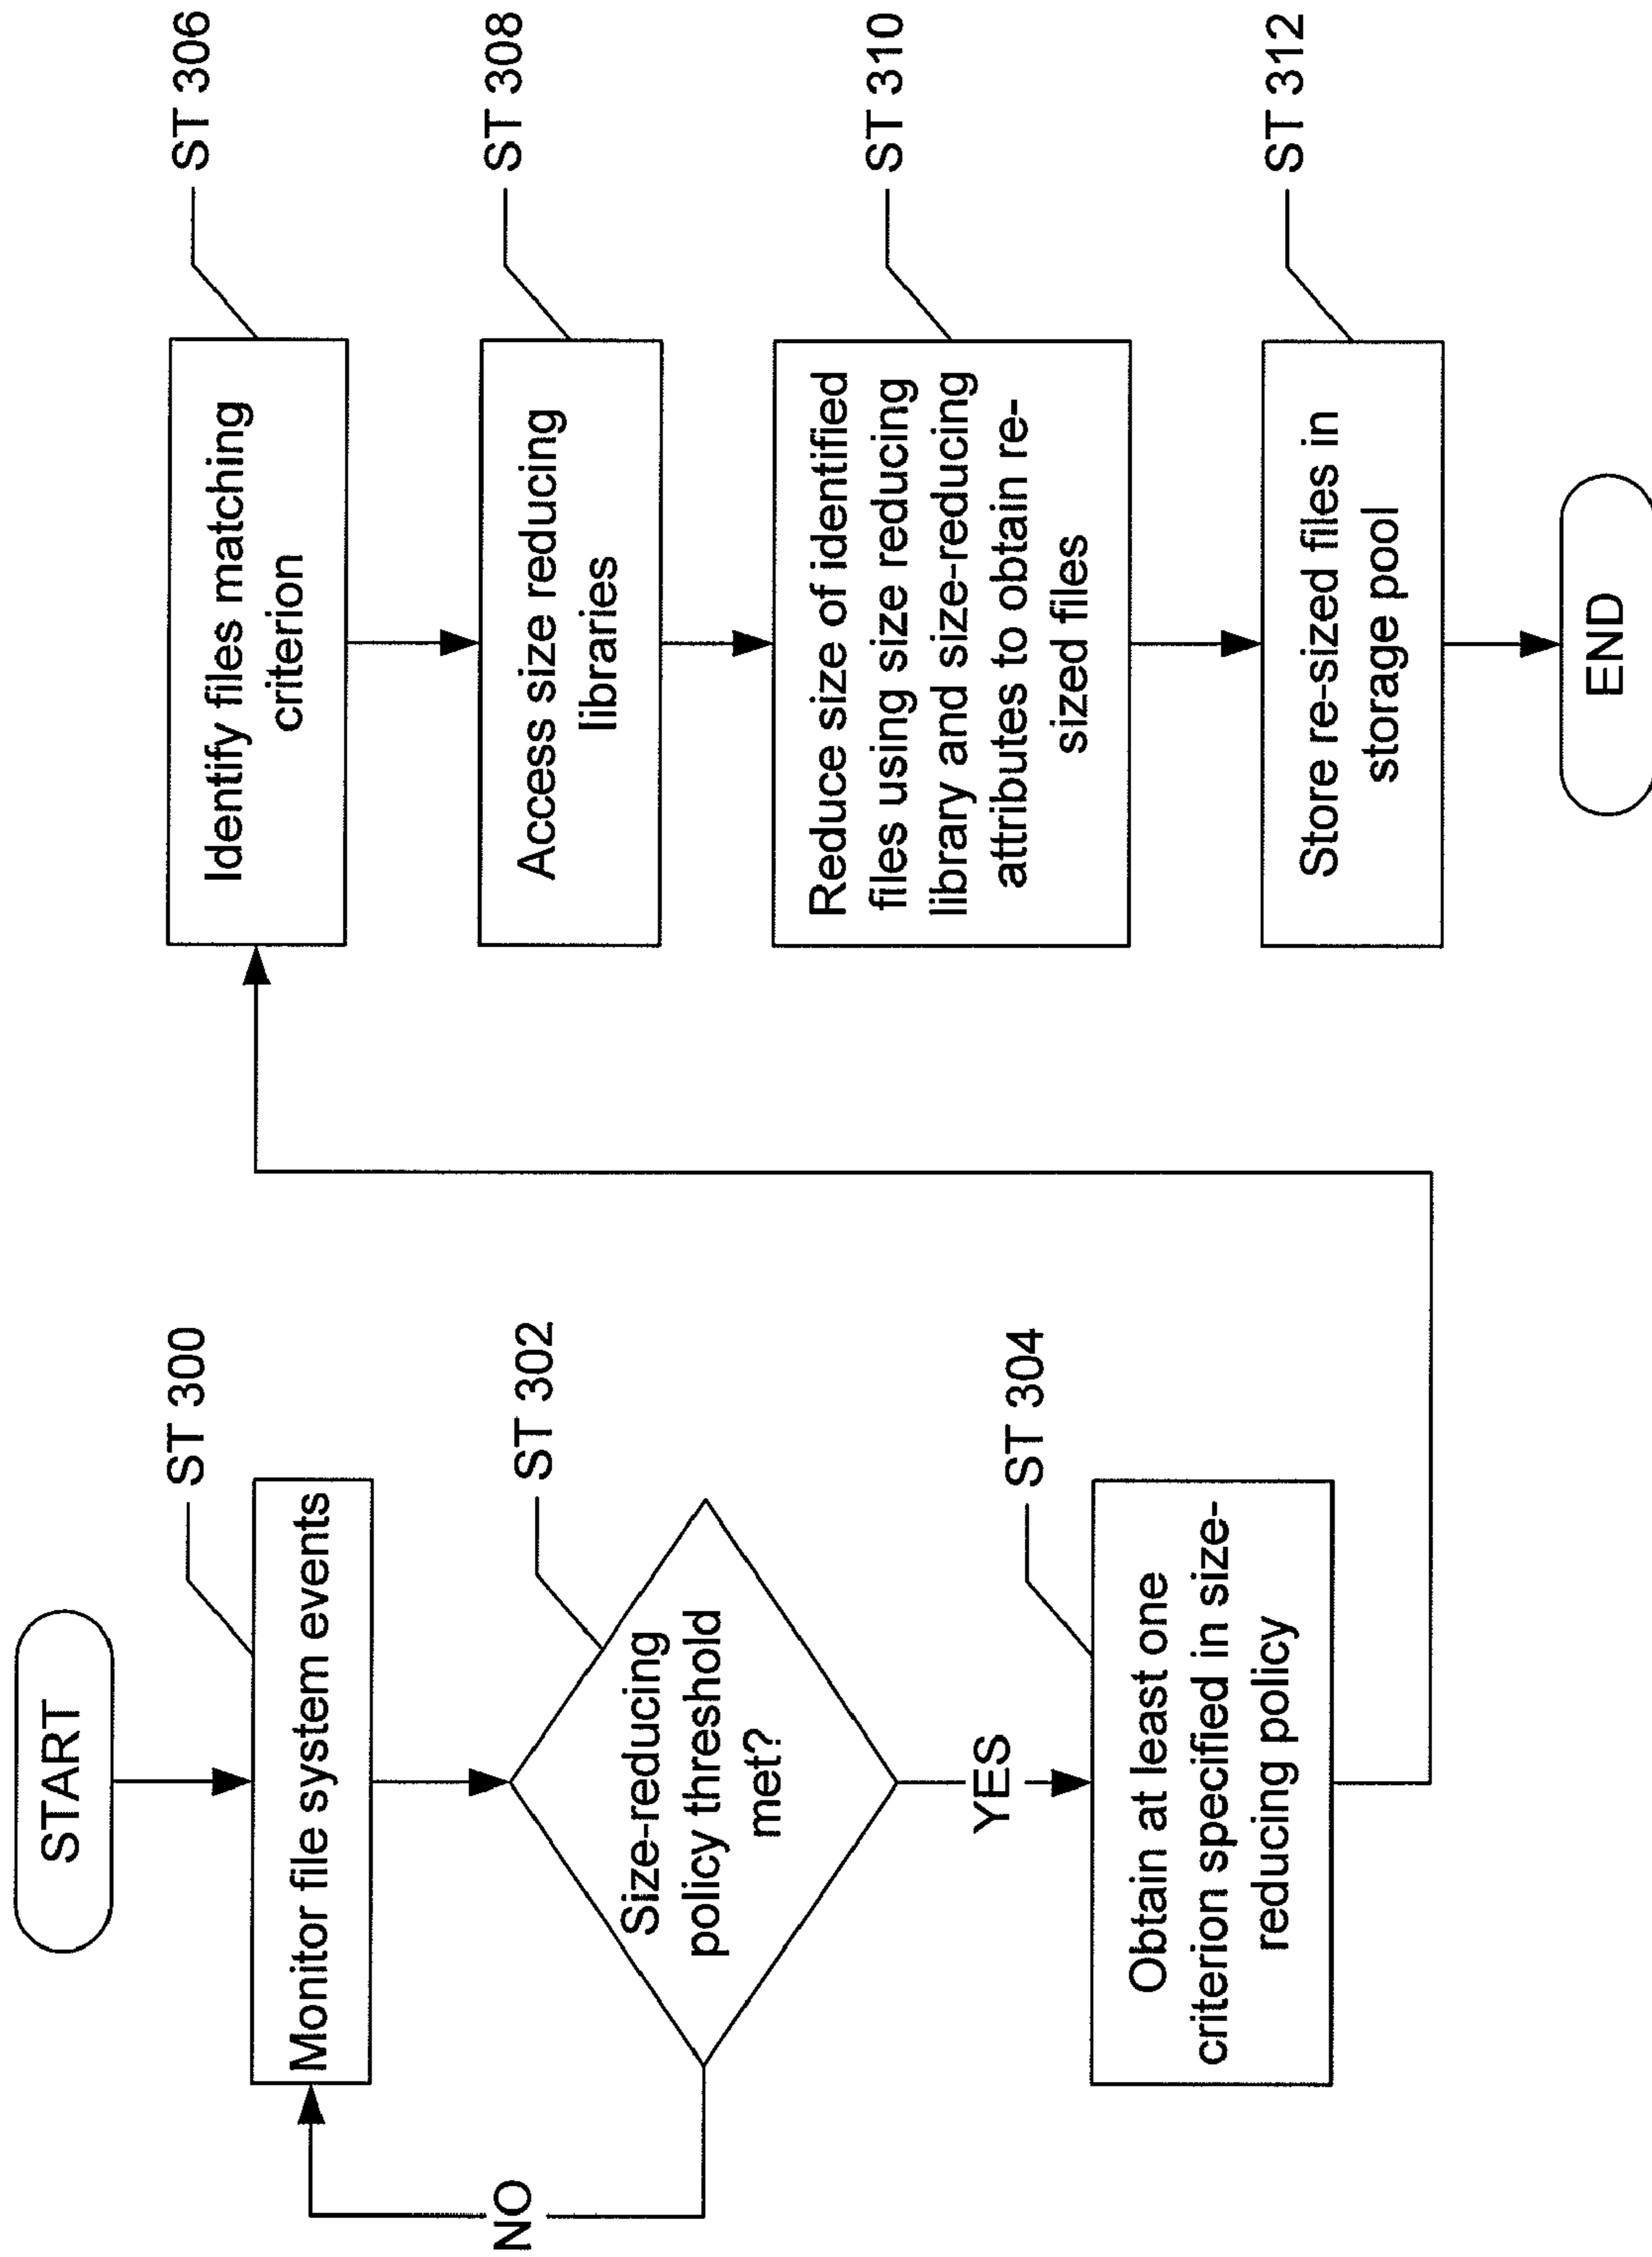 START
ST 300
Monitor file system events
ST 302
Size-reducing
policy threshold
met?
NO
YES
ST 304
Obtain at least one
criterion specified in size-
reducing policy
ST 306
Identify files matching
criterion
ST 308
Access size reducing
libraries
ST 310
Reduce size of identified
files using size reducing
library and size-reducing
attributes to obtain re-
sized files
ST 312
Store re-sized files in
storage pool
END